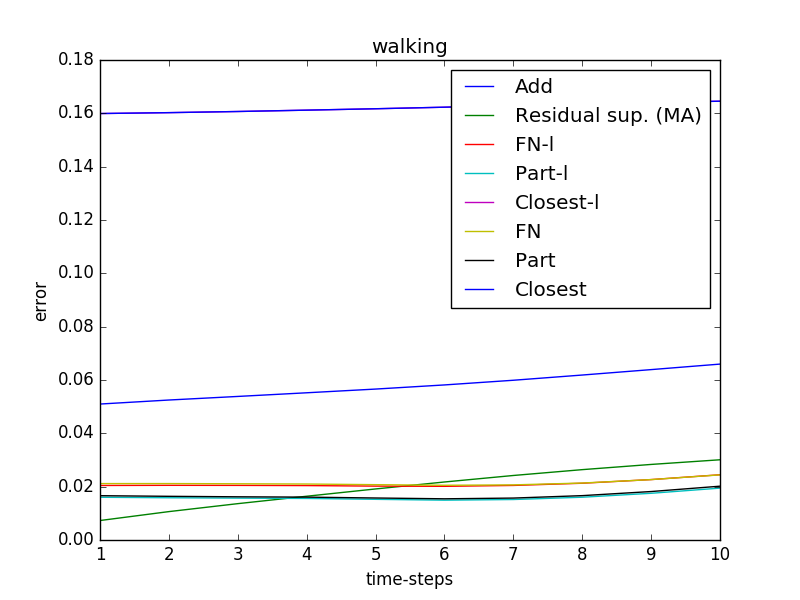 walking
0.18
0.16
0.14
0.12
0.10
0.08
0.06
0.04
0.02
0.00
error
Add
Residual sup. (MA)
FN-l
Part-l
Closest-l
FN
Part
Closest
1 2 3 4 5 6 7 8 9 10
time-steps